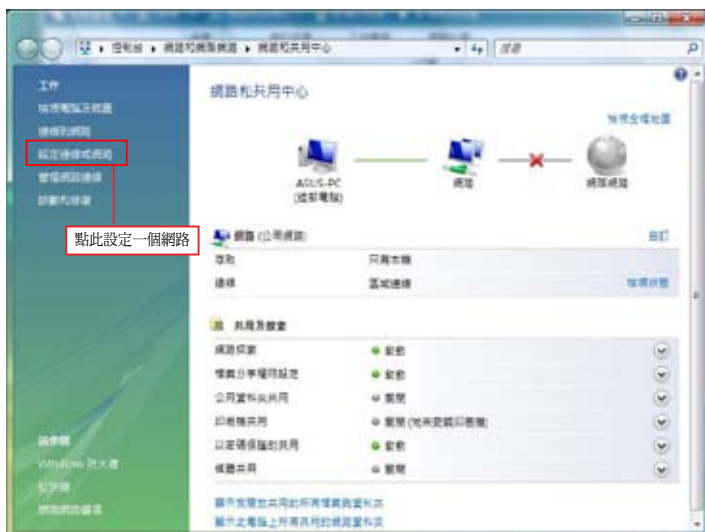 控制台 ▸ 網路和網際網路 ▸ 網路和共用中心
搜尋
工作
檢視電腦及裝置
連線到網路
設定連線或網路
管理網路連線
診斷和修復
點此設定一個網路
請參閱
Windows 防火牆
紅外線
網際網路選項
網路和共用中心
檢視全幅地圖
ASUS-PC
(這部電腦)
網路
網際網路
網路 (公用網路)
自訂
存取
只有本機
連線
區域連線
檢視狀態
共用及探索
網路探索
啟動
檔案分享權限設定
啟動
公用資料夾共用
關閉
印表機共用
關閉 (尚未安裝印表機)
以密碼保護的共用
啟動
媒體共用
關閉
顯示我現在共用的所有檔案與資料夾
顯示此電腦上所有共用的網路資料夾